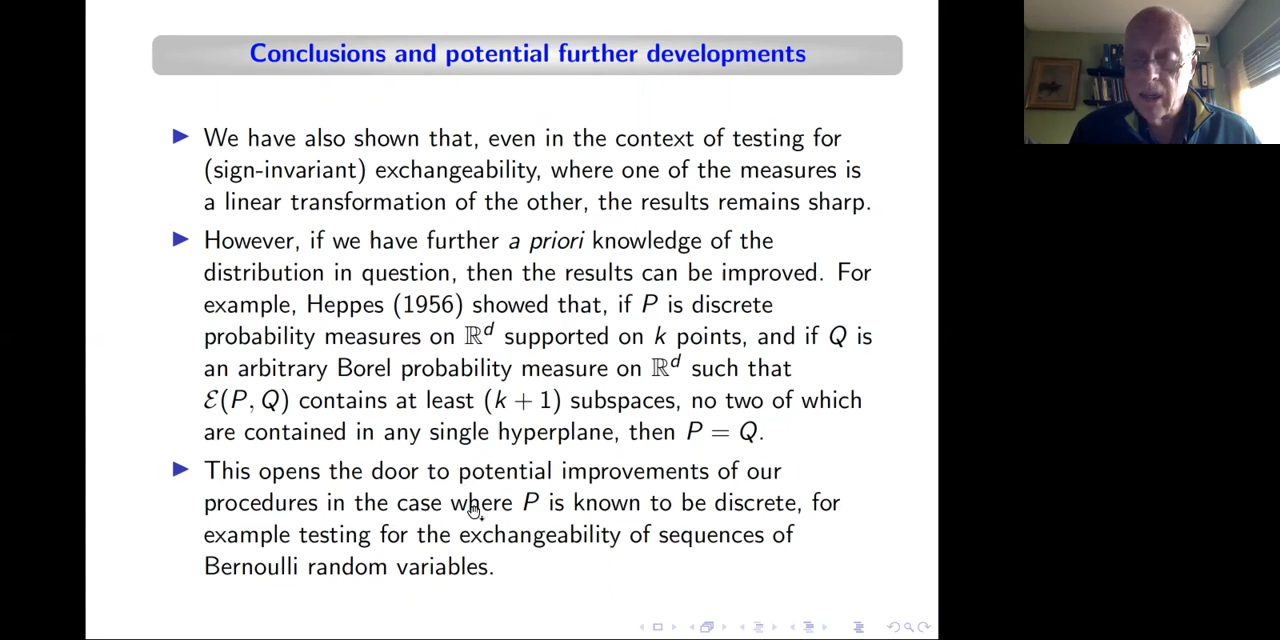 Conclusions and potential further developments
We have also shown that, even in the context of testing for
(sign-invariant) exchangeability, where one of the measures is
a linear transformation of the other, the results remains sharp.
However, if we have further a priori knowledge of the
distribution in question, then the results can be improved. For
example, Heppes (1956) showed that, if P is discrete
probability measures on ℝᵈ supported on k points, and if Q is
an arbitrary Borel probability measure on ℝᵈ such that
ℰ(P, Q) contains at least (k + 1) subspaces, no two of which
are contained in any single hyperplane, then P = Q.
This opens the door to potential improvements of our
procedures in the case where P is known to be discrete, for
example testing for the exchangeability of sequences of
Bernoulli random variables.